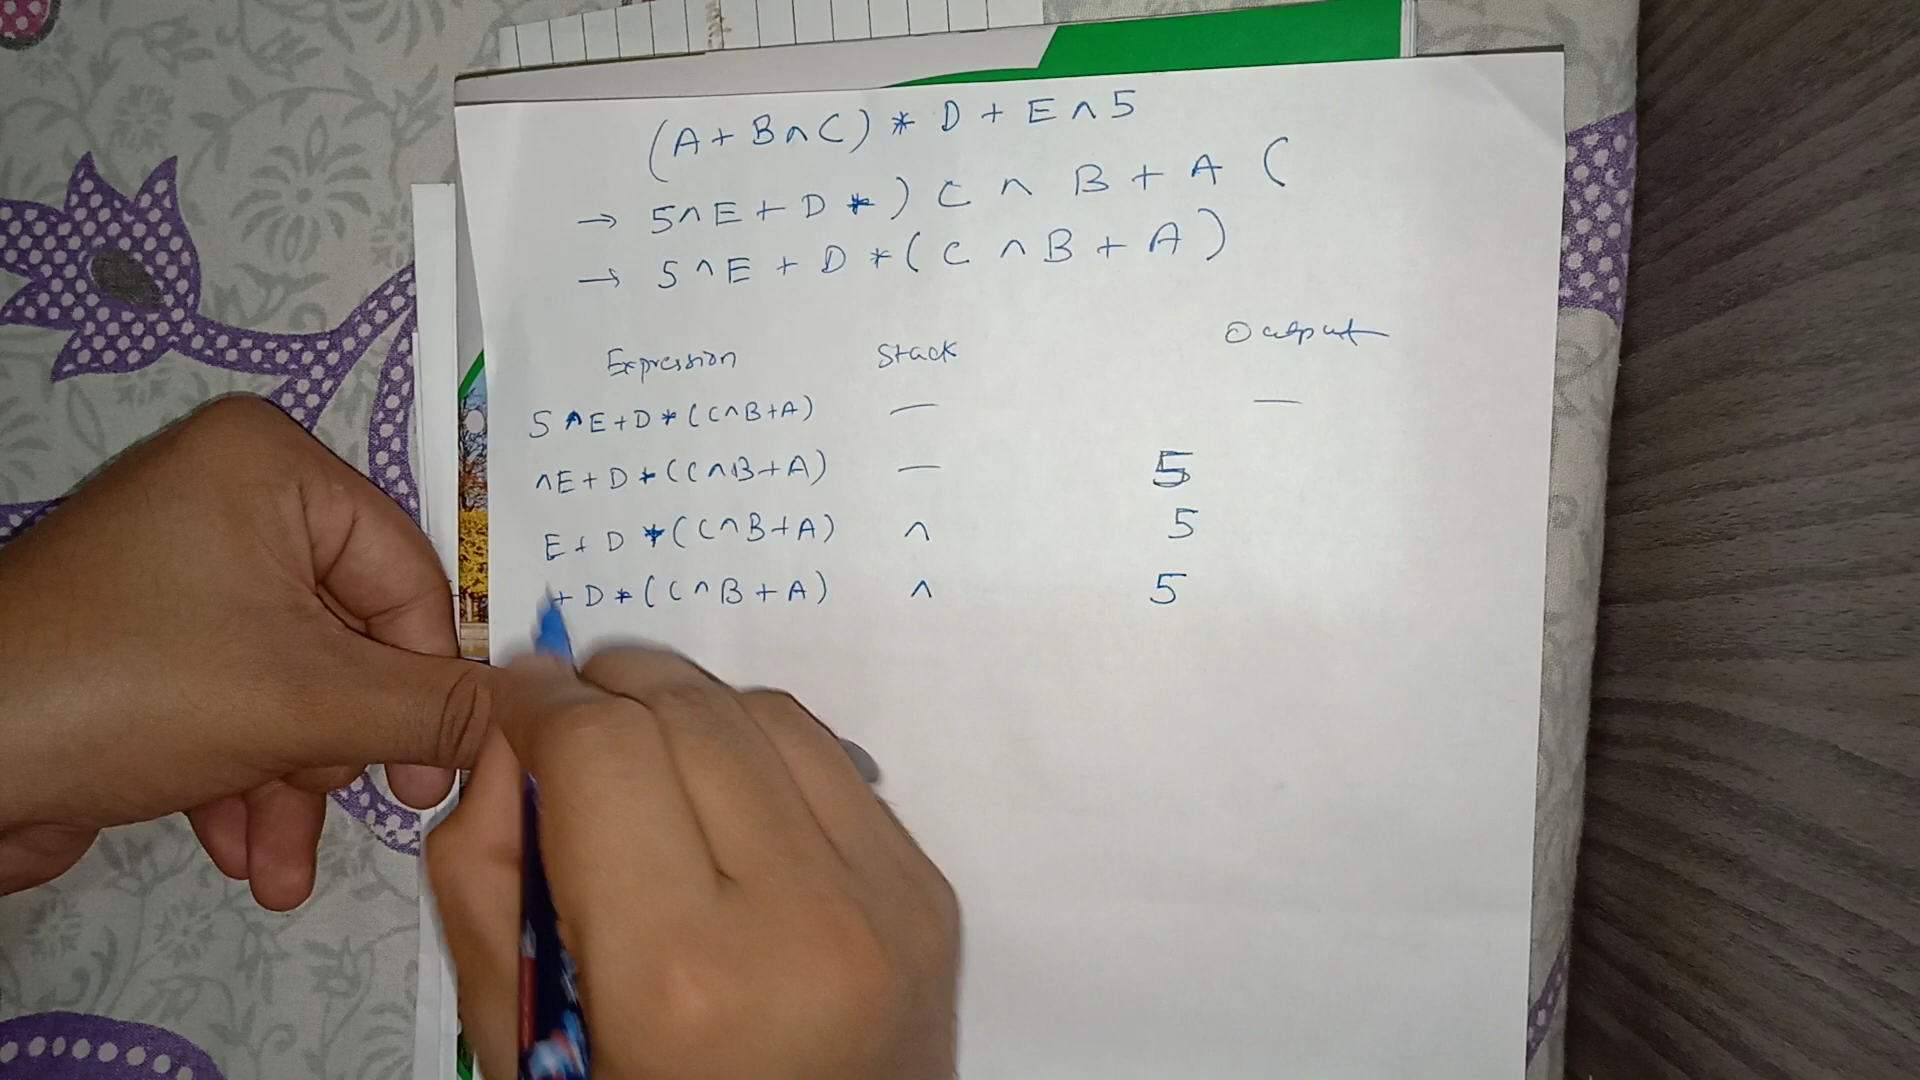 (A+B^C) * D + E ^ 5
→ 5^E + D *) C ^ B + A (
→ 5 ^ E + D * ( C ^ B + A )
Expression Stack Output
5 ^ E + D * (C^B+A) — —
^E + D * (C^B+A) — 5
E + D * (C^B+A) ^ 5
+ D * (C^B+A) ^ 5